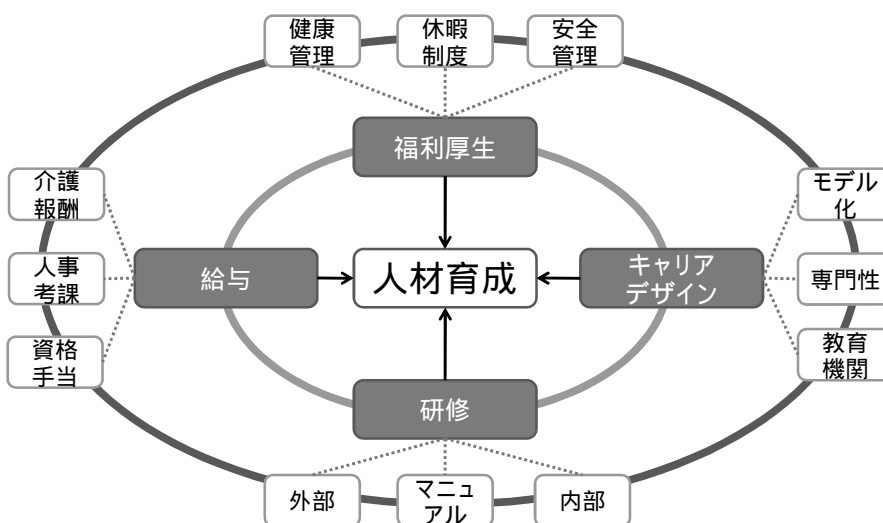 健康
管理
休暇
制度
安全
管理
福利厚生
介護
報酬
モデル
化
人事
考課
給与
人材育成
キャリア
デザイン
専門性
資格
手当
教育
機関
研修
外部
マニュ
アル
内部